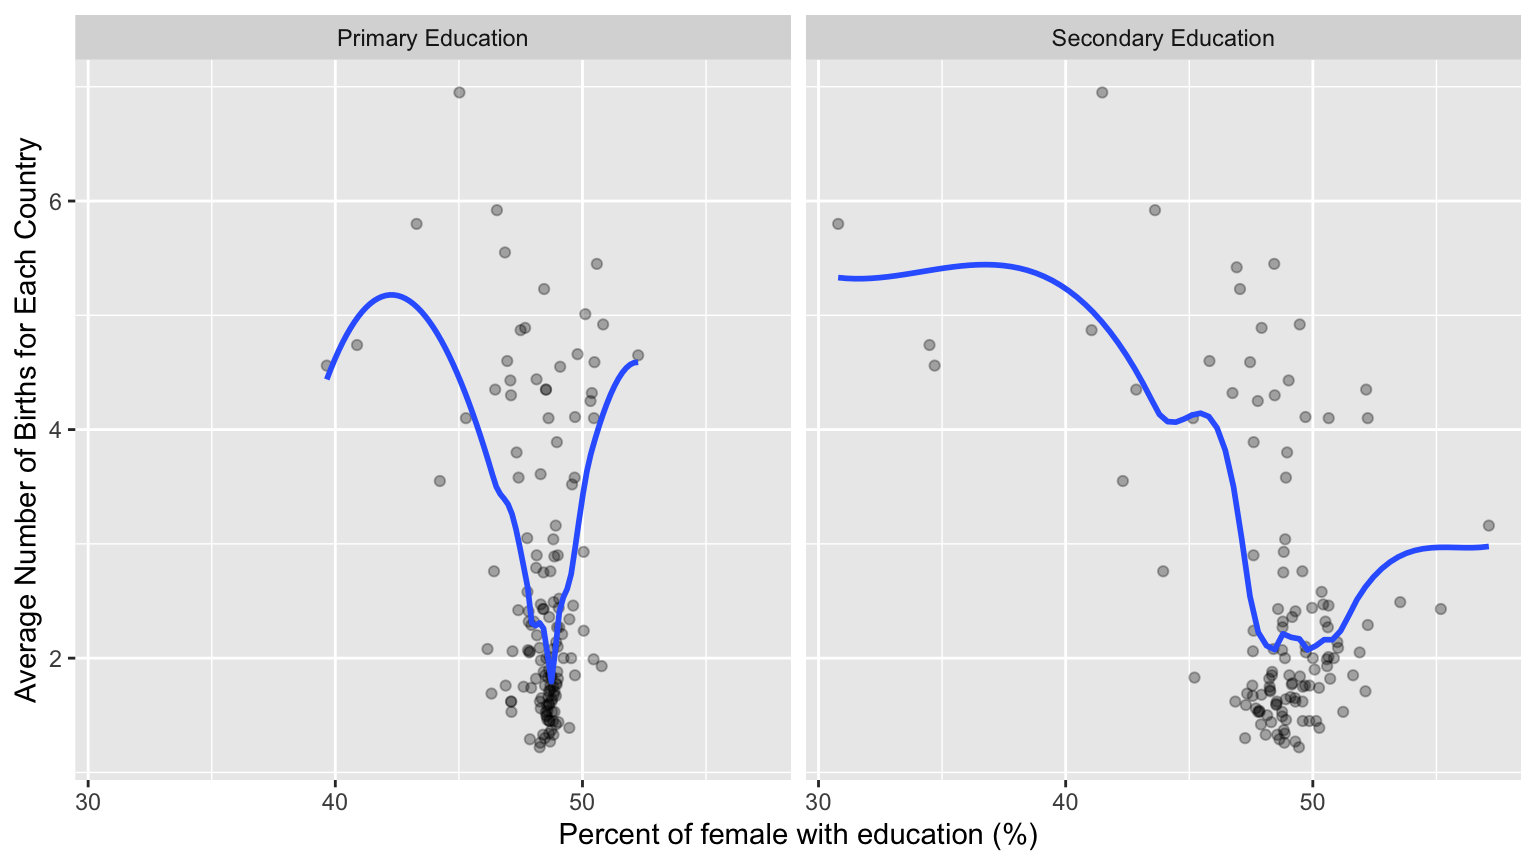 Primary Education
Secondary Education
Average Number of Births for Each Country
6
4
2
30
40
50
30
40
50
Percent of female with education (%)